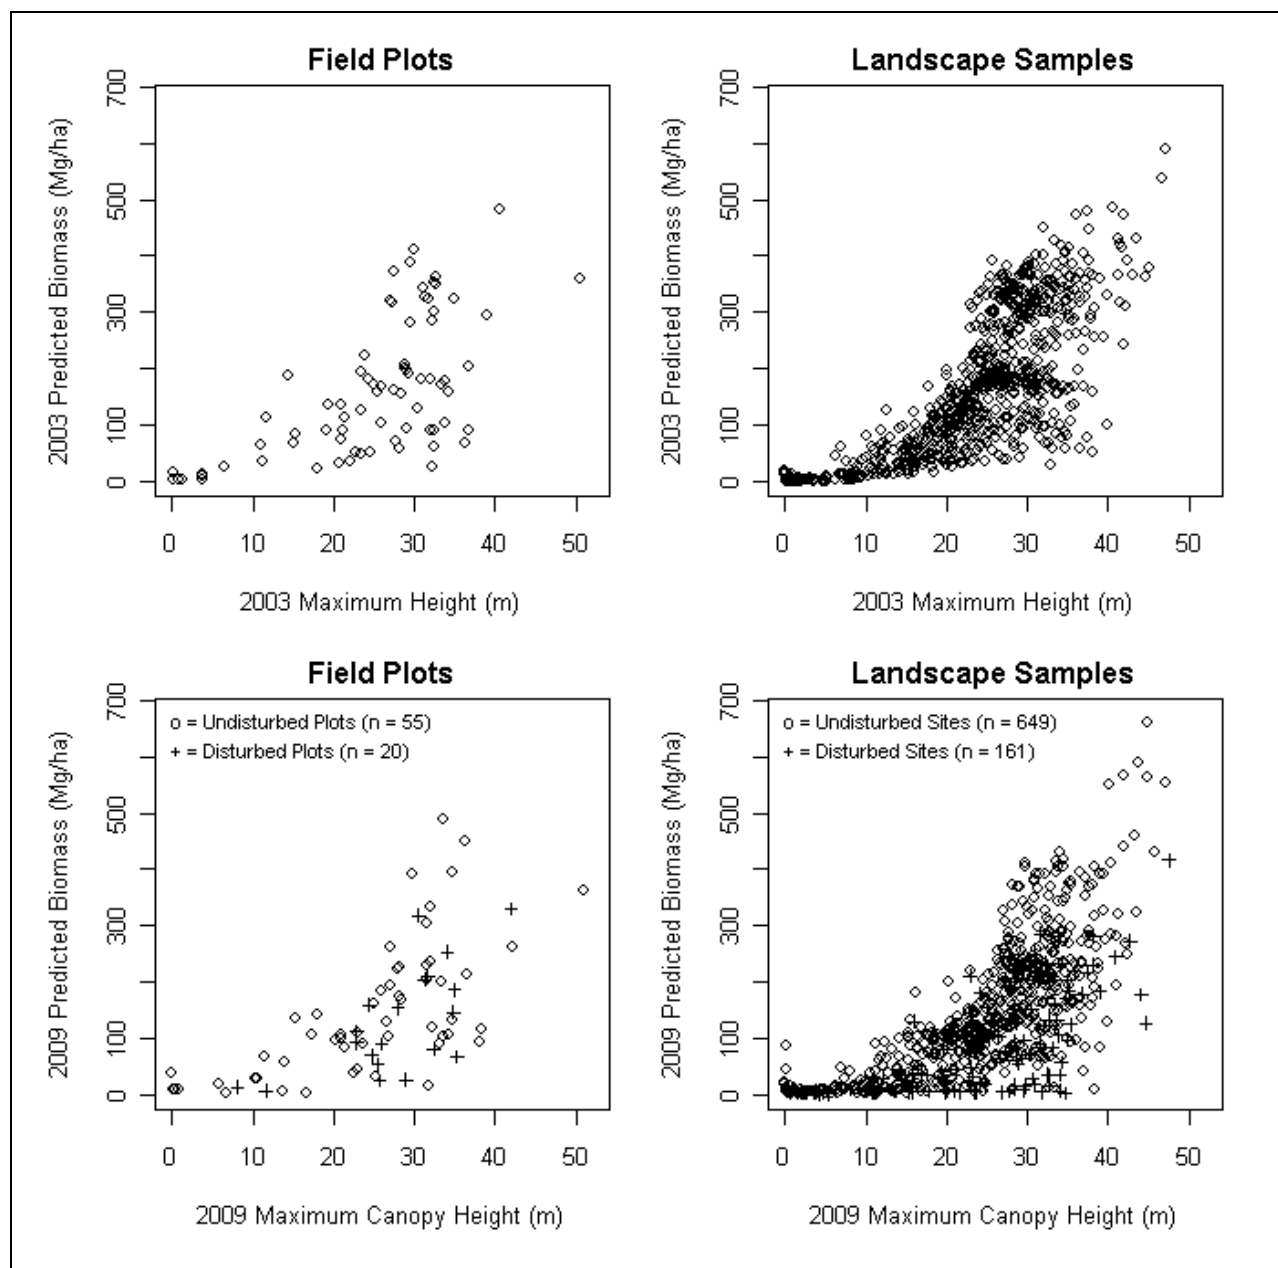 Field Plots
Landscape Samples
700
500
300
100
0
2003 Predicted Biomass (Mg/ha)
0 10 20 30 40 50
2003 Maximum Height (m)
700
500
300
100
0
2003 Predicted Biomass (Mg/ha)
0 10 20 30 40 50
2003 Maximum Height (m)
Field Plots
Landscape Samples
700
500
300
100
0
2009 Predicted Biomass (Mg/ha)
o = Undisturbed Plots (n = 55)
+ = Disturbed Plots (n = 20)
0 10 20 30 40 50
2009 Maximum Canopy Height (m)
700
500
300
100
0
2009 Predicted Biomass (Mg/ha)
o = Undisturbed Sites (n = 649)
+ = Disturbed Sites (n = 161)
0 10 20 30 40 50
2009 Maximum Canopy Height (m)